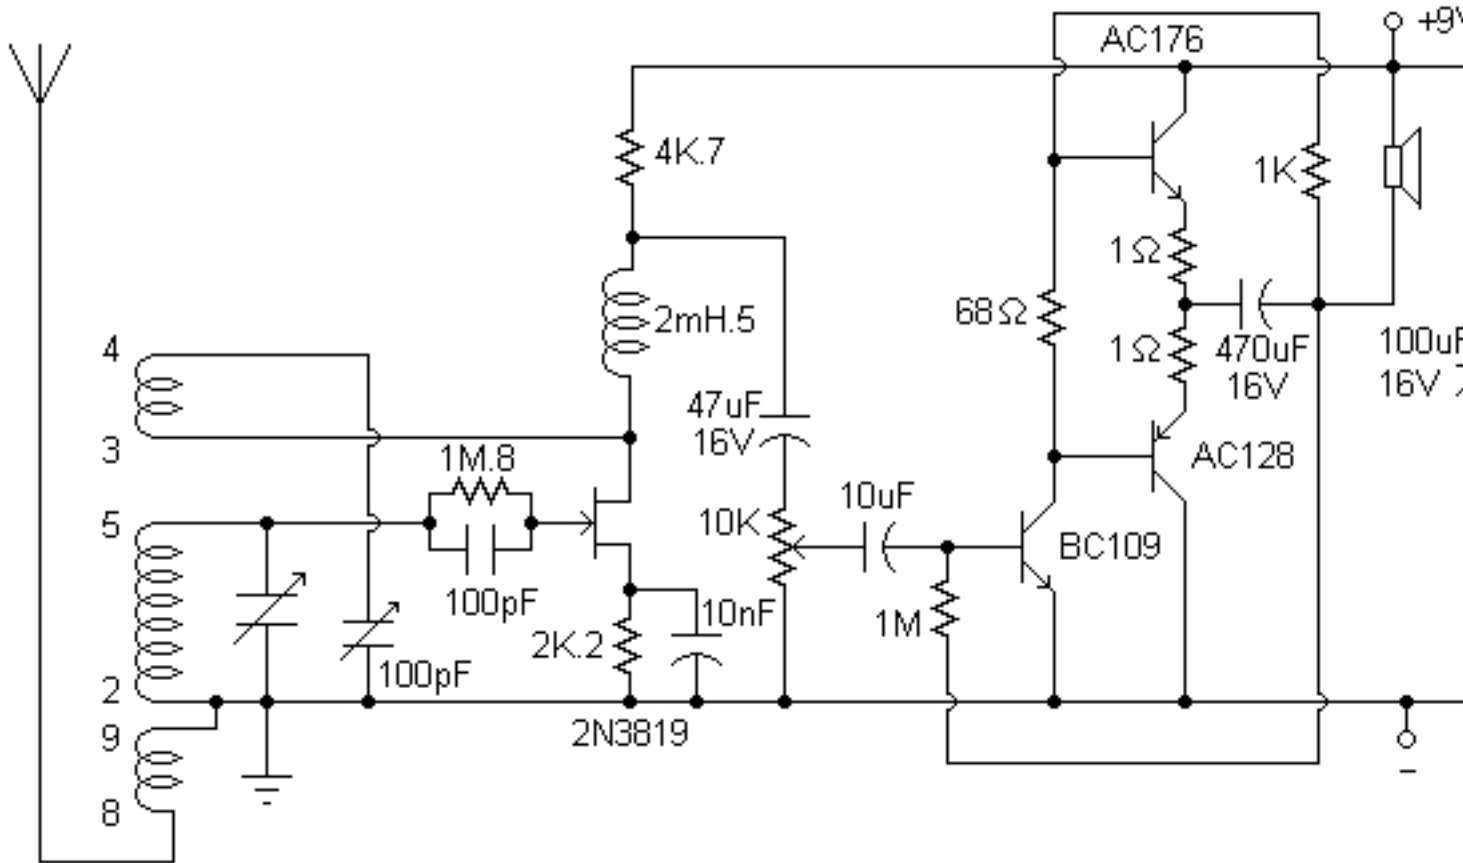 +9V
AC176
4K.7
1K
1Ω
68Ω
2mH.5
1Ω
470uF
16V
100uF
16V
4
3
47uF
16V
1M.8
AC128
10uF
5
10K
BC109
100pF
10nF
1M
2K.2
100pF
2
2N3819
9
8
-